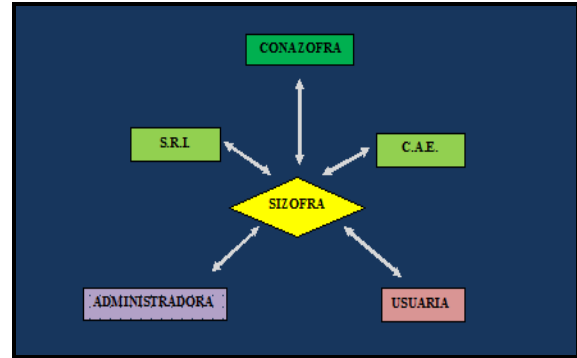 CONAZOFRA
S.R.I.
C.A.E.
SIZOFRA
ADMINISTRADORA
USUARIA